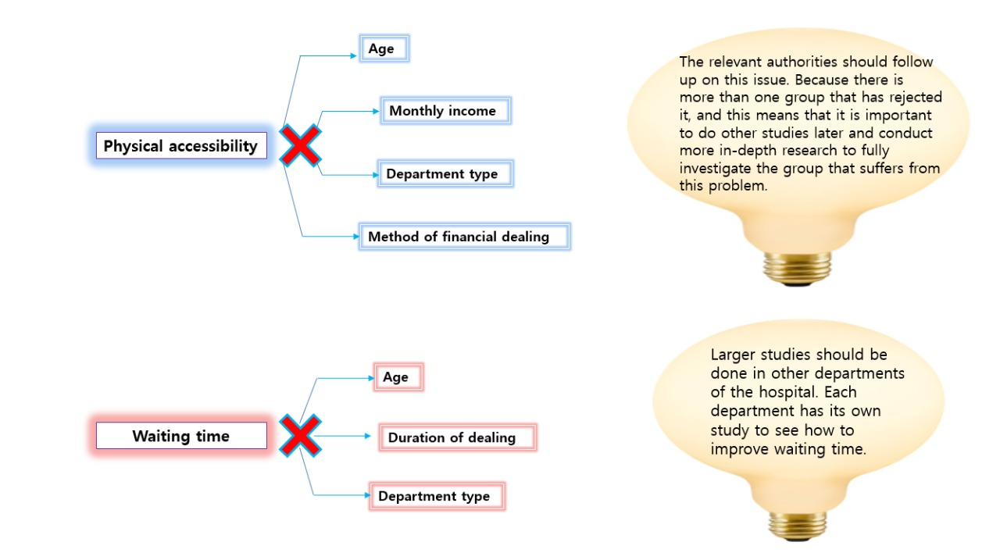 Age
Monthly income
Physical accessibility
Department type
Method of financial dealing
The relevant authorities should follow
up on this issue. Because there is
more than one group that has rejected
it, and this means that it is important
to do other studies later and conduct
more in-depth research to fully
investigate the group that suffers from
this problem.
Age
Waiting time
Duration of dealing
Department type
Larger studies should be
done in other departments
of the hospital. Each
department has its own
study to see how to
improve waiting time.